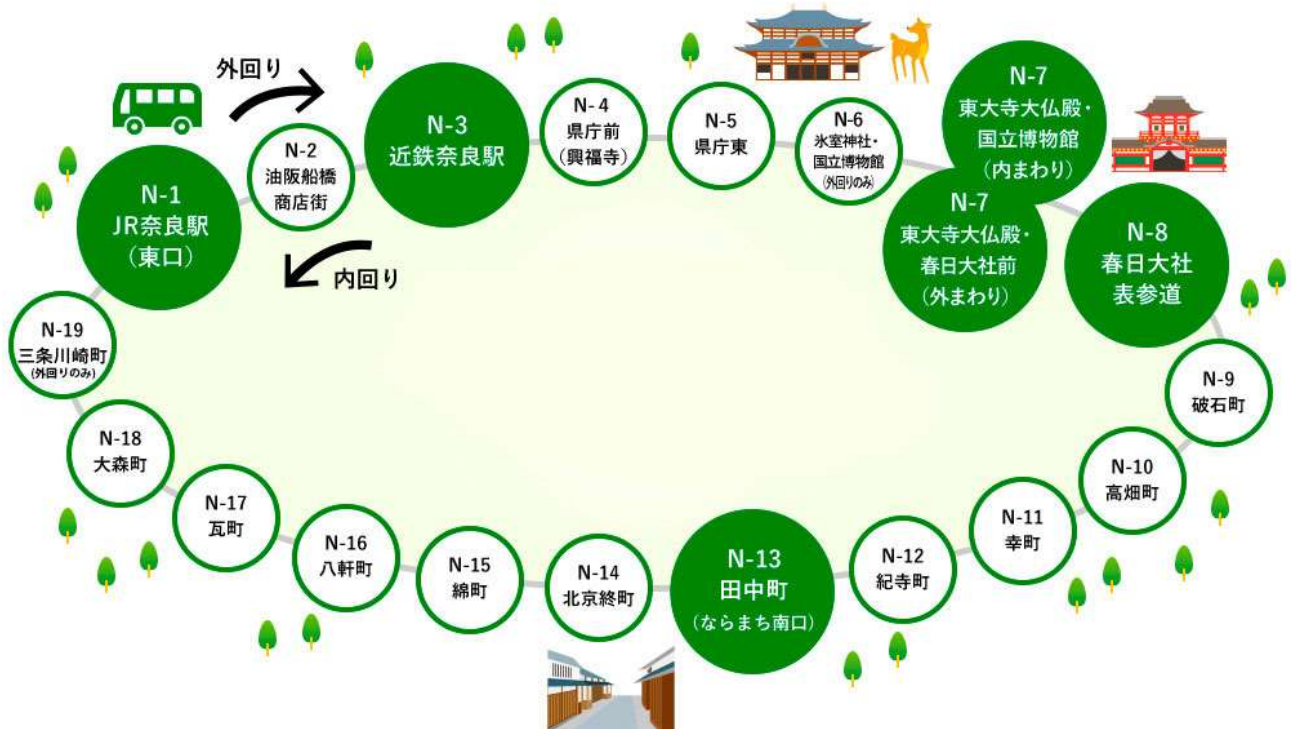 外回り
内回り
N-1
JR奈良駅
（東口）
N-2
油阪船橋
商店街
N-3
近鉄奈良駅
N-4
県庁前
（興福寺）
N-5
県庁東
N-6
氷室神社・
国立博物館
（外回りのみ）
N-7
東大寺大仏殿・
国立博物館
（内まわり）
N-7
東大寺大仏殿・
春日大社前
（外まわり）
N-8
春日大社
表参道
N-9
破石町
N-10
高畑町
N-11
幸町
N-12
紀寺町
N-13
田中町
（ならまち南口）
N-14
北京終町
N-15
綿町
N-16
八軒町
N-17
瓦町
N-18
大森町
N-19
三条川崎町
（外回りのみ）